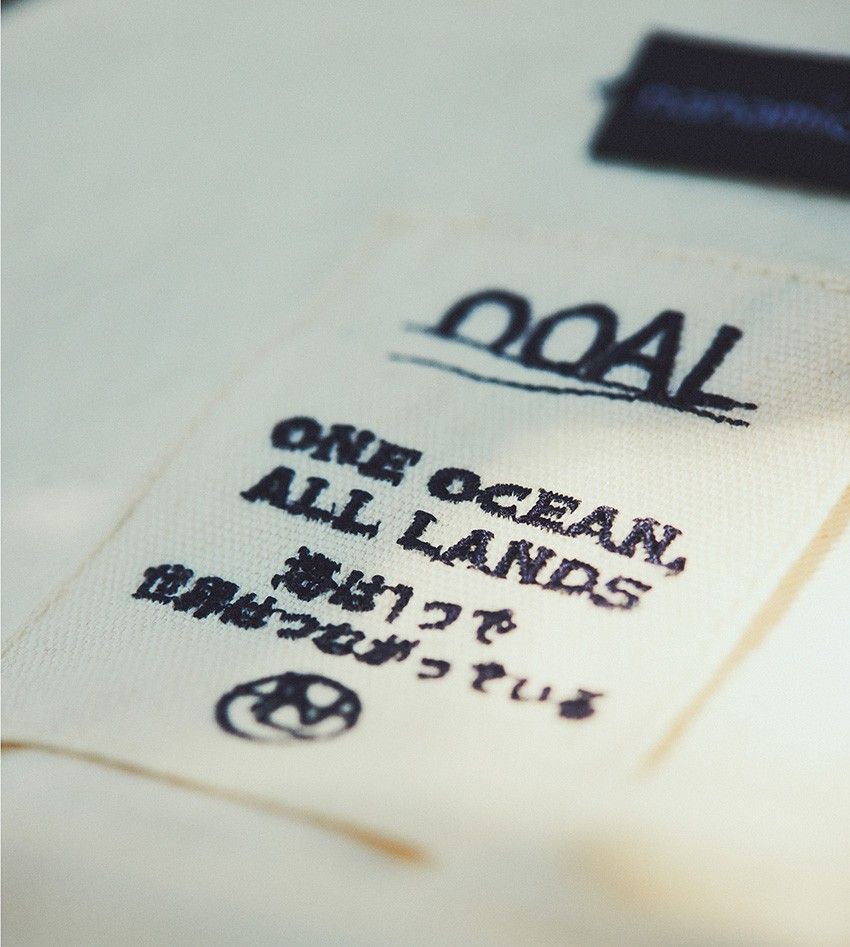 nanamic
OOAL
ONE OCEAN,
ALL LANDS
海は1つで
世界はつながっている